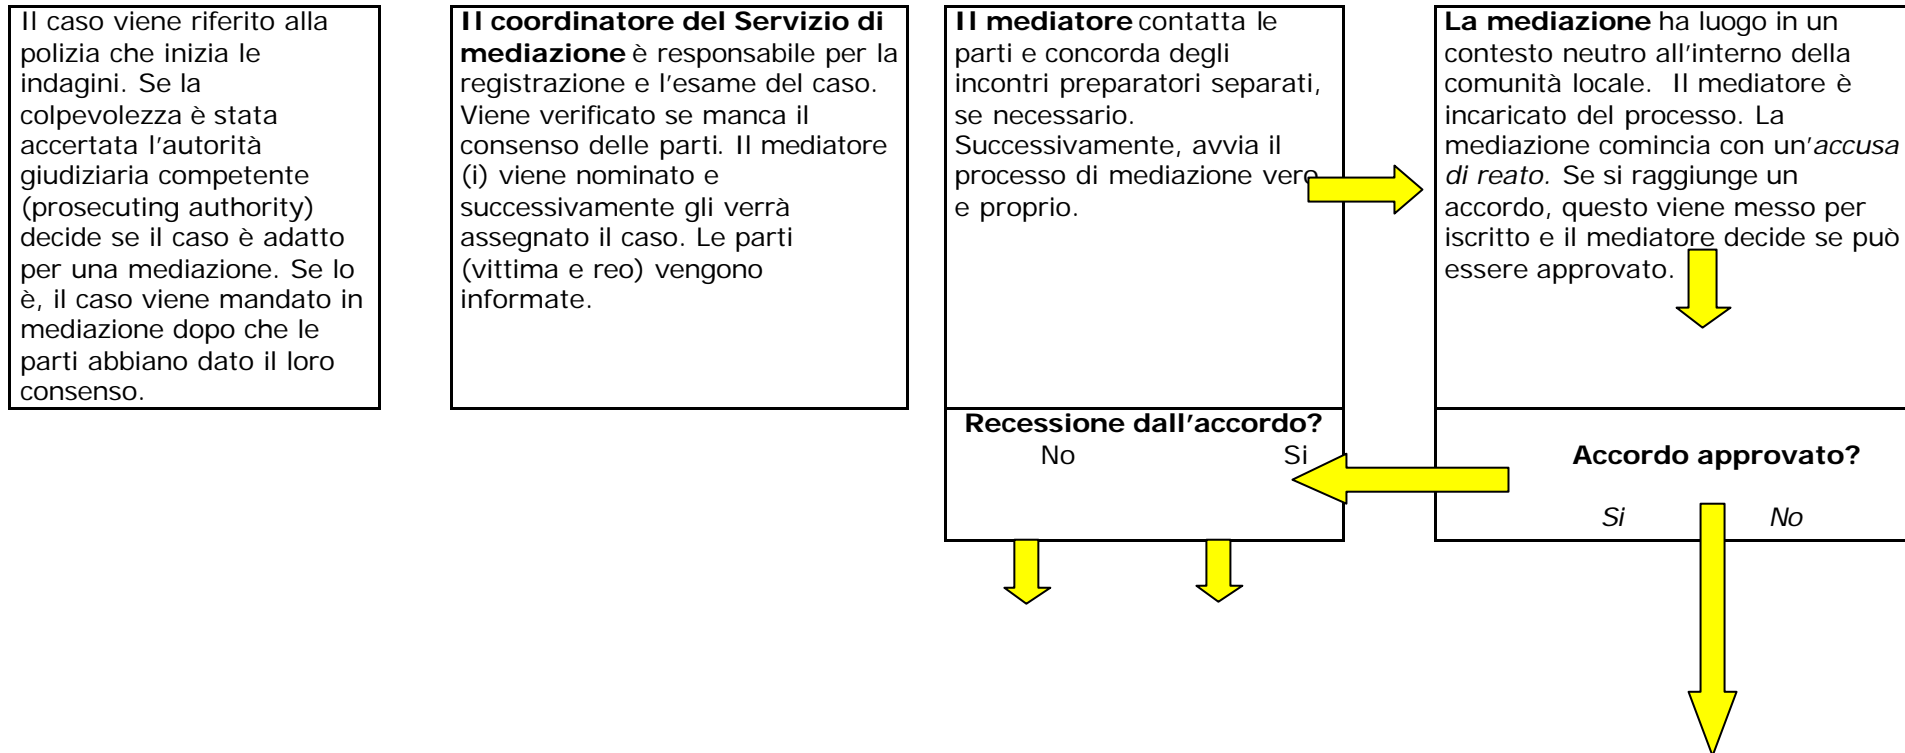 Il caso viene riferito alla
polizia che inizia le
indagini. Se la
colpevolezza è stata
accertata l'autorità
giudiziaria competente
(prosecuting authority)
decide se il caso è adatto
per una mediazione. Se lo
è, il caso viene mandato in
mediazione dopo che le
parti abbiano dato il loro
consenso.
Il coordinatore del Servizio di
mediazione è responsabile per la
registrazione e l'esame del caso.
Viene verificato se manca il
consenso delle parti. Il mediatore
(i) viene nominato e
successivamente gli verrà
assegnato il caso. Le parti
(vittima e reo) vengono
informate.
Il mediatore contatta le
parti e concorda degli
incontri preparatori separati,
se necessario.
Successivamente, avvia il
processo di mediazione vero
e proprio.
La mediazione ha luogo in un
contesto neutro all'interno della
comunità locale. Il mediatore è
incaricato del processo. La
mediazione comincia con un'accusa
di reato. Se si raggiunge un
accordo, questo viene messo per
iscritto e il mediatore decide se può
essere approvato.
Recessione dall'accordo?
No Si
Accordo approvato?
Si No